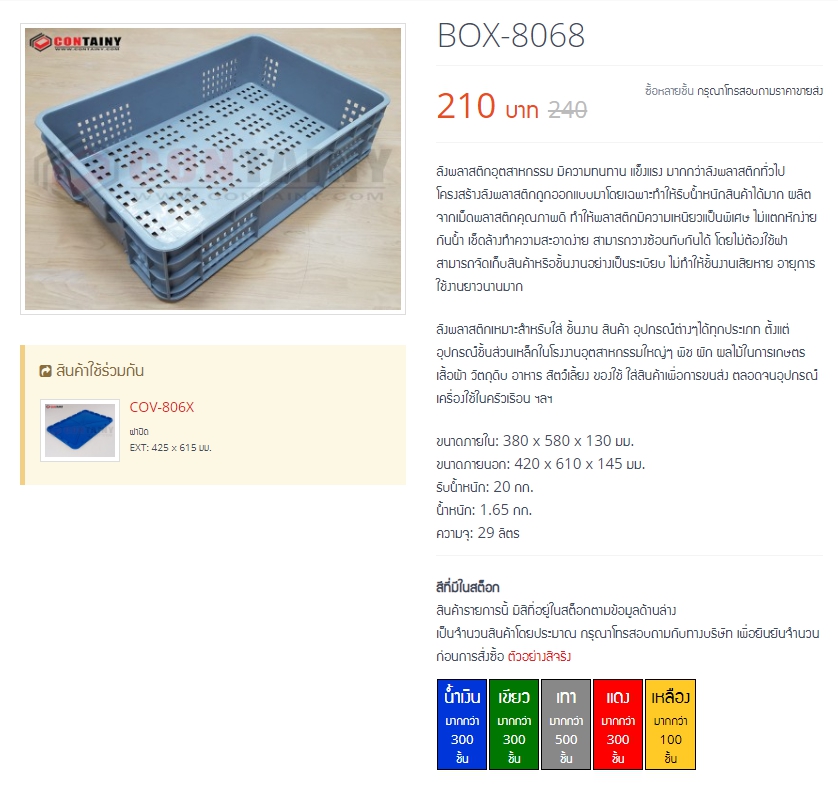 CONTAINY
WWW.CONTAINY.COM
CONTAINY
WWW.CONTAINY.COM
สินค้าใช้ร่วมกัน
CONTAINY
COV-806X
ฝาปิด
EXT: 425 x 615 มม.
BOX-8068
210 บาท 240
ซื้อหลายชิ้น กรุณาโทรสอบถามราคาขายส่ง
ลังพลาสติกอุตสาหกรรม มีความทนทาน แข็งแรง มากกว่าลังพลาสติกทั่วไป
โครงสร้างลังพลาสติกถูกออกแบบมาโดยเฉพาะทำให้รับน้ำหนักสินค้าได้มาก ผลิต
จากเม็ดพลาสติกคุณภาพดี ทำให้พลาสติกมีความเหนียวแป็นพิเศษ ไม่แตกหักง่าย
กันน้ำ เช็ดล้างทำความสะอาดง่าย สามารถวางซ้อนทับกันได้ โดยไม่ต้องใช้ฝา
สามารถจัดเก็บสินค้าหรือชิ้นงานอย่างเป็นระเบียบ ไม่ทำให้ชิ้นงานเสียหาย อายุการ
ใช้งานยาวนานมาก
ลังพลาสติกเหมาะสำหรับใส่ ชิ้นงาน สินค้า อุปกรณ์ต่างๆได้ทุกประเภท ตั้งแต่
อุปกรณ์ชิ้นส่วนเหล็กในโรงงานอุตสาหกรรมใหญ่ๆ พืช ผัก ผลไม้ในการเกษตร
เสื้อผ้า วัตถุดิบ อาหาร สัตว์เลี้ยง ของใช้ ใส่สินค้าเพื่อการขนส่ง ตลอดจนอุปกรณ์
เครื่องใช้ในครัวเรือน ฯลฯ
ขนาดภายใน: 380 x 580 x 130 มม.
ขนาดภายนอก: 420 x 610 x 145 มม.
รับน้ำหนัก: 20 กก.
น้ำหนัก: 1.65 กก.
ความจุ: 29 ลิตร
สีที่มีในสต็อก
สินค้ารายการนี้ มีสีที่อยู่ในสต็อกตามข้อมูลด้านล่าง
เป็นจำนวนสินค้าโดยประมาณ กรุณาโทรสอบถามกับทางบริษัท เพื่อยืนยันจำนวน
ก่อนการสั่งซื้อ ตัวอย่างสีจริง
น้ำเงิน เขียว เทา แดง เหลือง
มากกว่า มากกว่า มากกว่า มากกว่า มากกว่า
300 300 500 300 100
ชิ้น ชิ้น ชิ้น ชิ้น ชิ้น